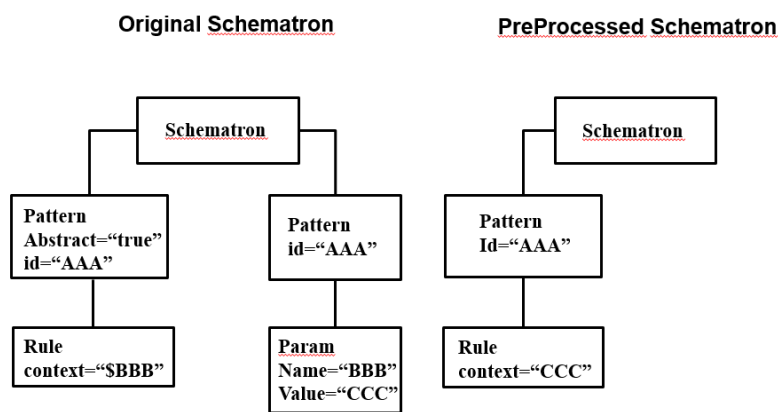 Original Schematron
PreProcessed Schematron
Schematron
Schematron
Pattern
Abstract=“true”
id=“AAA”
Pattern
id=“AAA”
Pattern
Id=“AAA”
Rule
context=“$BBB”
Param
Name=“BBB”
Value=“CCC”
Rule
context=“CCC”